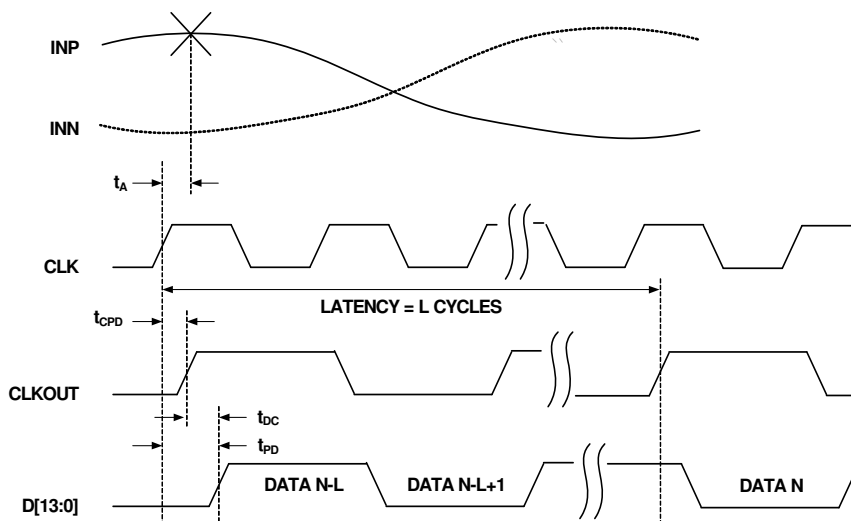 INP
INN
tA
CLK
LATENCY = L CYCLES
tCPD
CLKOUT
tDC
tPD
DATA N-L
DATA N-L+1
DATA N
D[13:0]